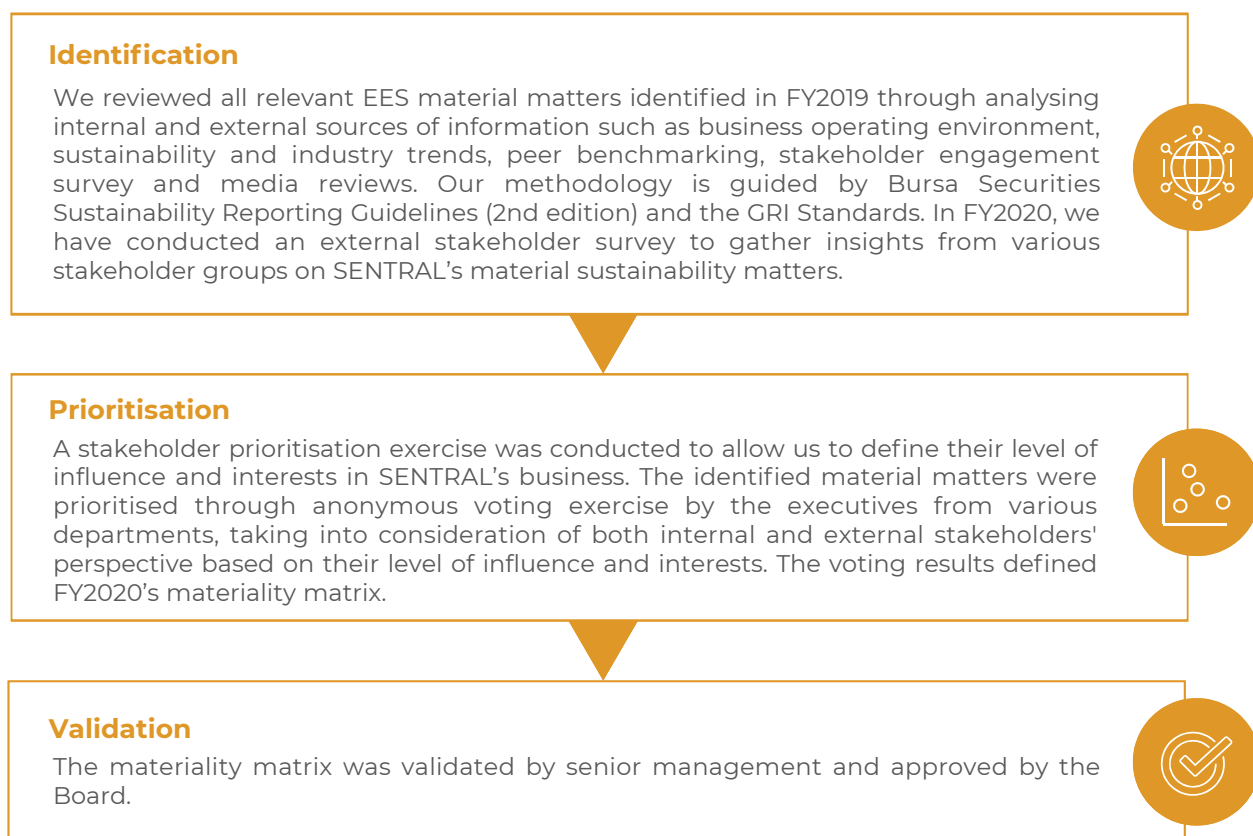 Identification
We reviewed all relevant EES material matters identified in FY2019 through analysing
internal and external sources of information such as business operating environment,
sustainability and industry trends, peer benchmarking, stakeholder engagement
survey and media reviews. Our methodology is guided by Bursa Securities
Sustainability Reporting Guidelines (2nd edition) and the GRI Standards. In FY2020, we
have conducted an external stakeholder survey to gather insights from various
stakeholder groups on SENTRAL’s material sustainability matters.
Prioritisation
A stakeholder prioritisation exercise was conducted to allow us to define their level of
influence and interests in SENTRAL’s business. The identified material matters were
prioritised through anonymous voting exercise by the executives from various
departments, taking into consideration of both internal and external stakeholders'
perspective based on their level of influence and interests. The voting results defined
FY2020’s materiality matrix.
Validation
The materiality matrix was validated by senior management and approved by the
Board.